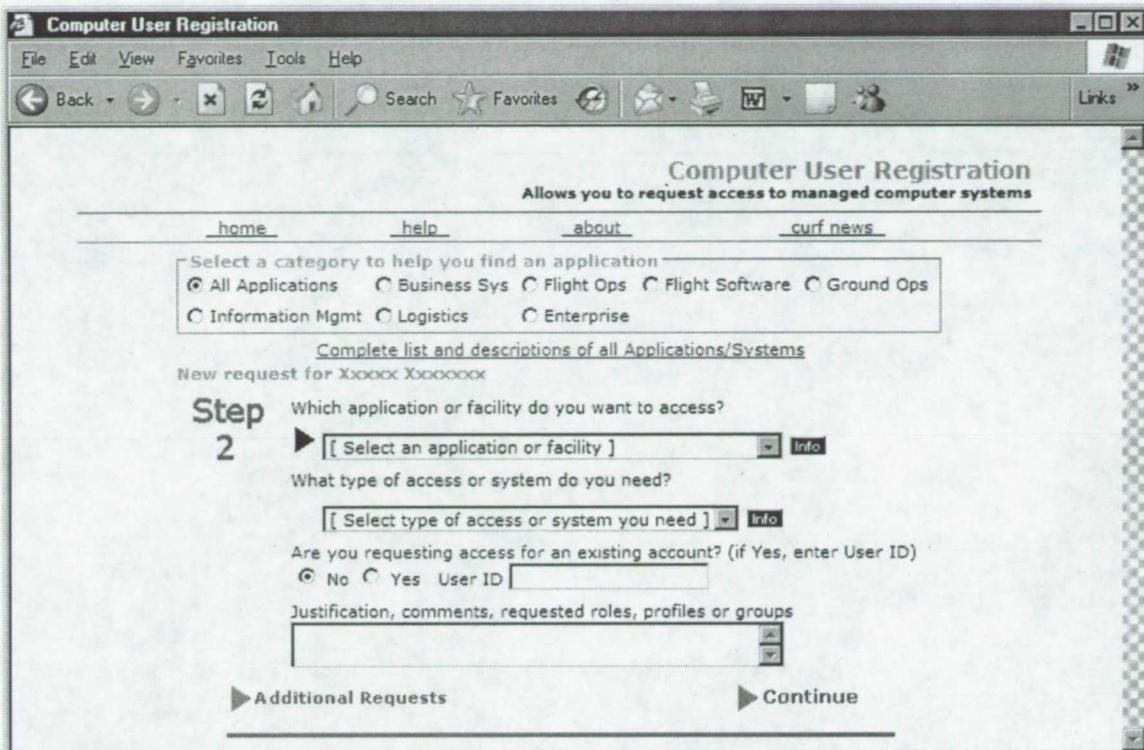 Computer User Registration
File Edit View Favorites Tools Help
Back Search Favorites Links »
Computer User Registration
Allows you to request access to managed computer systems
home help about curf news
Select a category to help you find an application
All Applications Business Sys Flight Ops Flight Software Ground Ops
Information Mgmt Logistics Enterprise
Complete list and descriptions of all Applications/Systems
New request for Xxxxx Xxxxxxx
Step
2
Which application or facility do you want to access?
[ Select an application or facility ] Info
What type of access or system do you need?
[ Select type of access or system you need ] Info
Are you requesting access for an existing account? (if Yes, enter User ID)
No Yes User ID
Justification, comments, requested roles, profiles or groups
Additional Requests Continue